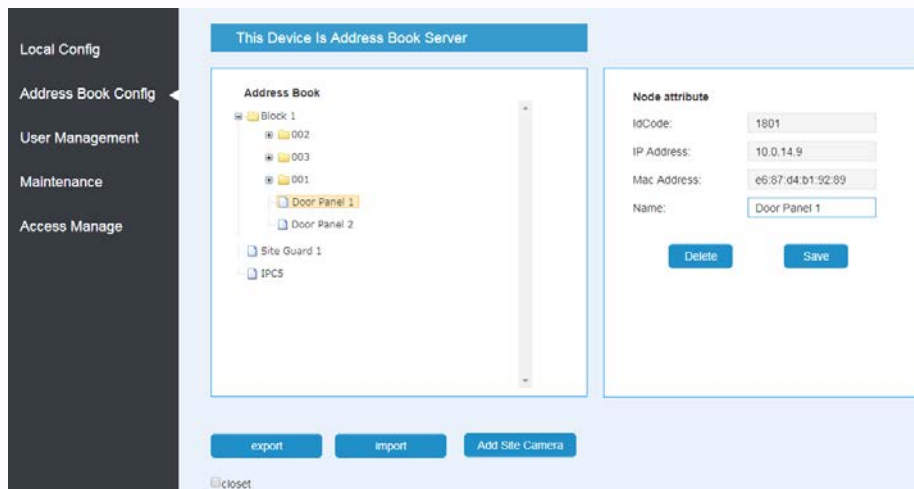 This Device Is Address Book Server
Local Config
Address Book Config
User Management
Maintenance
Access Manage
Address Book
Block 1
002
003
001
Door Panel 1
Door Panel 2
Site Guard 1
IPC5
Node attribute
IdCode: 1801
IP Address: 10.0.14.9
Mac Address: e6:87:d4:b1:92:89
Name: Door Panel 1
Delete Save
export import Add Site Camera
closet